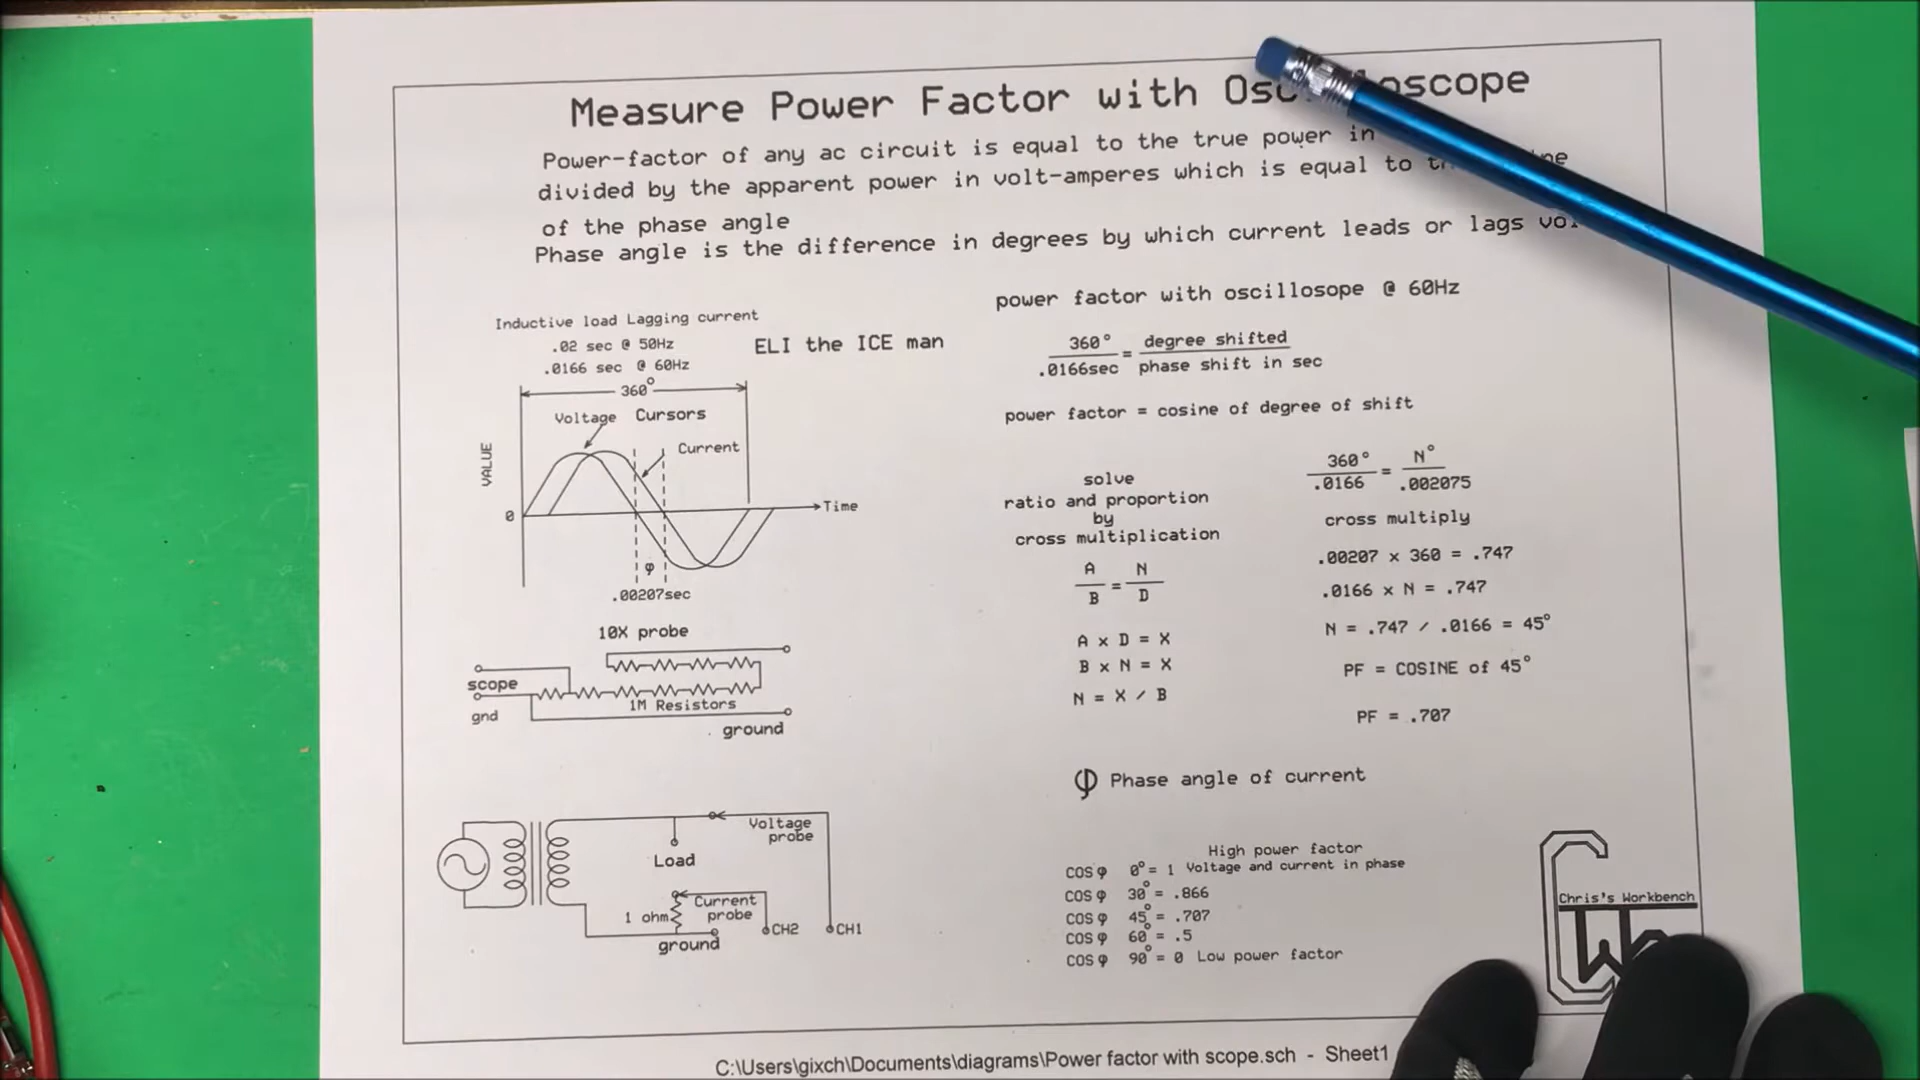 Measure Power Factor with Oscilloscope
Power-factor of any ac circuit is equal to the true power in
divided by the apparent power in volt-amperes which is equal to
of the phase angle
Phase angle is the difference in degrees by which current leads or lags
Inductive load Lagging current
.02 sec @ 50Hz
.0166 sec @ 60Hz
ELI the ICE man
360°
Voltage Cursors
Current
VALUE
0
Time
φ
.00207sec
10X probe
scope
gnd
1M Resistors
ground
Voltage
probe
Load
Current
probe
1 ohm
ground
CH2
CH1
power factor with oscillosope @ 60Hz
360° = degree shifted
.0166sec phase shift in sec
power factor = cosine of degree of shift
solve
ratio and proportion
by
cross multiplication
A = N
B D
A x D = X
B x N = X
N = X / B
360° = N°
.0166 .002075
cross multiply
.00207 x 360 = .747
.0166 x N = .747
N = .747 / .0166 = 45°
PF = COSINE of 45°
PF = .707
φ Phase angle of current
High power factor
COS φ 0° = 1 Voltage and current in phase
COS φ 30° = .866
COS φ 45° = .707
COS φ 60° = .5
COS φ 90° = 0 Low power factor
Chris's Workbench
C:\Users\gixch\Documents\diagrams\Power factor with scope.sch - Sheet1